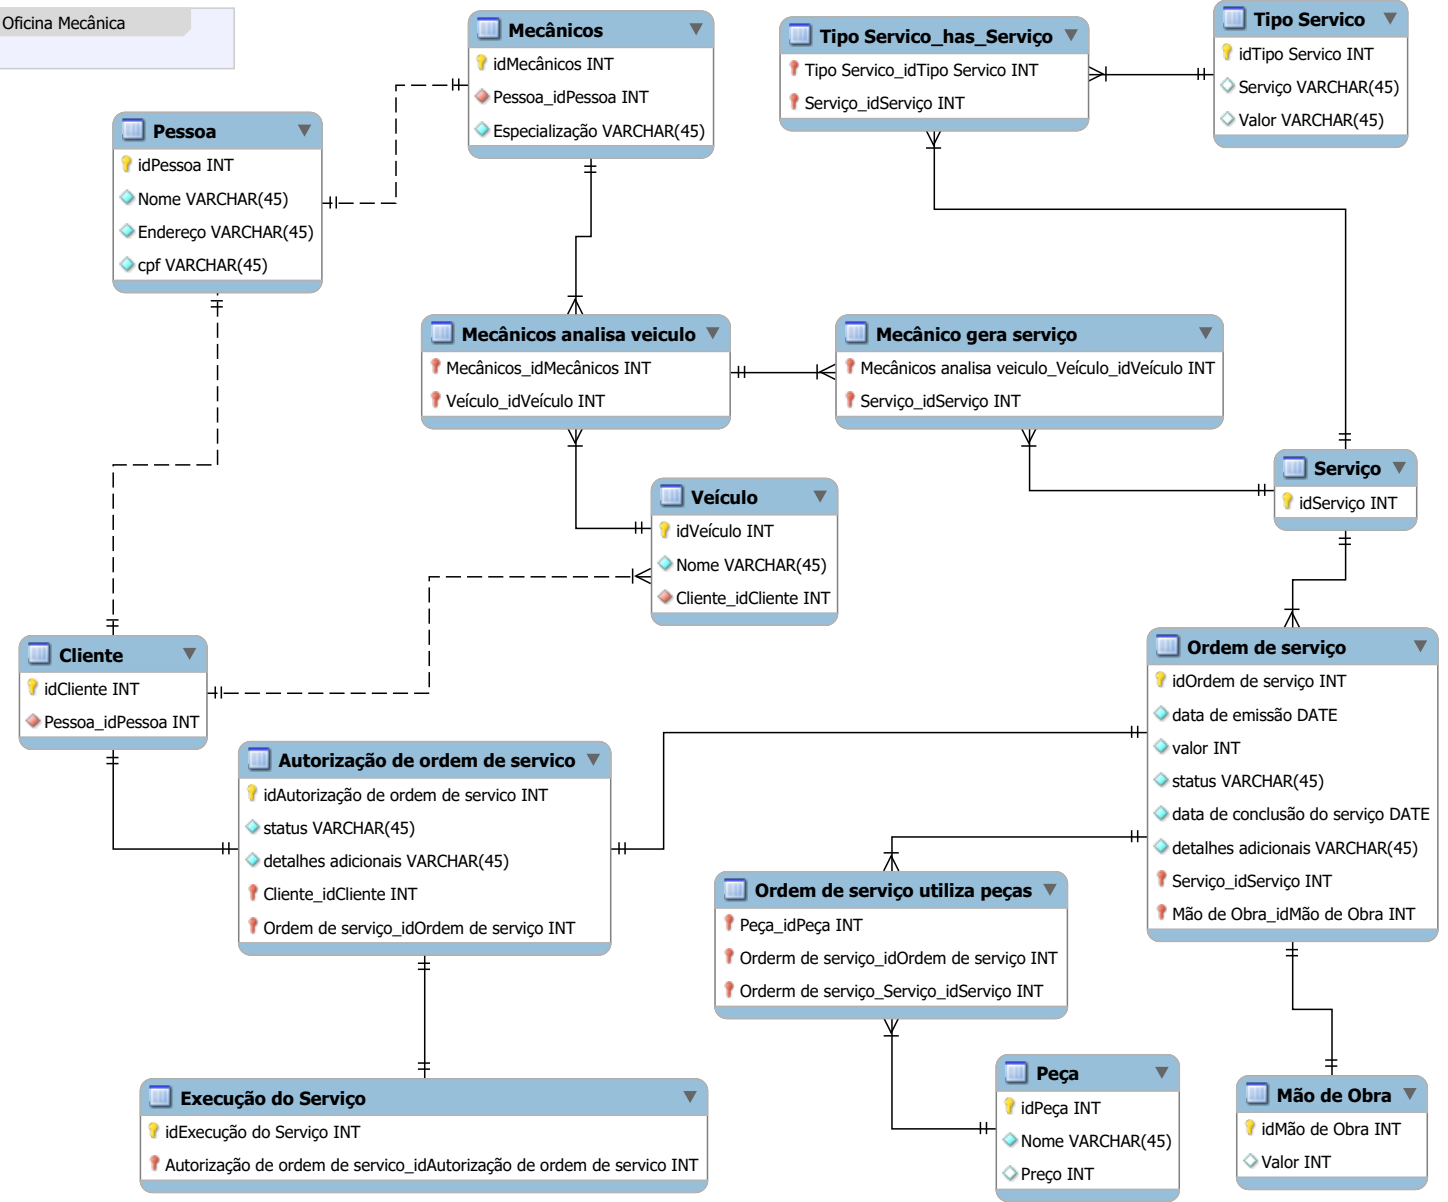 Oficina Mecânica
Mecânicos
idMecânicos INT
Pessoa_idPessoa INT
Especialização VARCHAR(45)
Tipo Servico_has_Serviço
Tipo Servico_idTipo Servico INT
Serviço_idServiço INT
Tipo Servico
idTipo Servico INT
Serviço VARCHAR(45)
Valor VARCHAR(45)
Pessoa
idPessoa INT
Nome VARCHAR(45)
Endereço VARCHAR(45)
cpf VARCHAR(45)
Mecânicos analisa veiculo
Mecânicos_idMecânicos INT
Veículo_idVeículo INT
Mecânico gera serviço
Mecânicos analisa veiculo_Veículo_idVeículo INT
Serviço_idServiço INT
Serviço
idServiço INT
Veículo
idVeículo INT
Nome VARCHAR(45)
Cliente_idCliente INT
Cliente
idCliente INT
Pessoa_idPessoa INT
Ordem de serviço
idOrdem de serviço INT
data de emissão DATE
valor INT
status VARCHAR(45)
data de conclusão do serviço DATE
detalhes adicionais VARCHAR(45)
Serviço_idServiço INT
Mão de Obra_idMão de Obra INT
Autorização de ordem de servico
idAutorização de ordem de servico INT
status VARCHAR(45)
detalhes adicionais VARCHAR(45)
Cliente_idCliente INT
Ordem de serviço_idOrdem de serviço INT
Ordem de serviço utiliza peças
Peça_idPeça INT
Orderm de serviço_idOrdem de serviço INT
Orderm de serviço_Serviço_idServiço INT
Execução do Serviço
idExecução do Serviço INT
Autorização de ordem de servico_idAutorização de ordem de servico INT
Peça
idPeça INT
Nome VARCHAR(45)
Preço INT
Mão de Obra
idMão de Obra INT
Valor INT